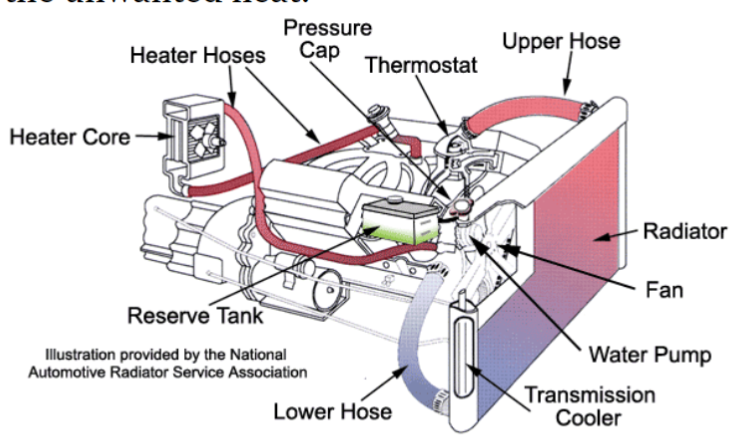 the unwanted heat.
Pressure
Cap
Upper Hose
Heater Hoses
Thermostat
Heater Core
Radiator
Fan
Reserve Tank
Water Pump
Illustration provided by the National
Automotive Radiator Service Association
Transmission
Cooler
Lower Hose